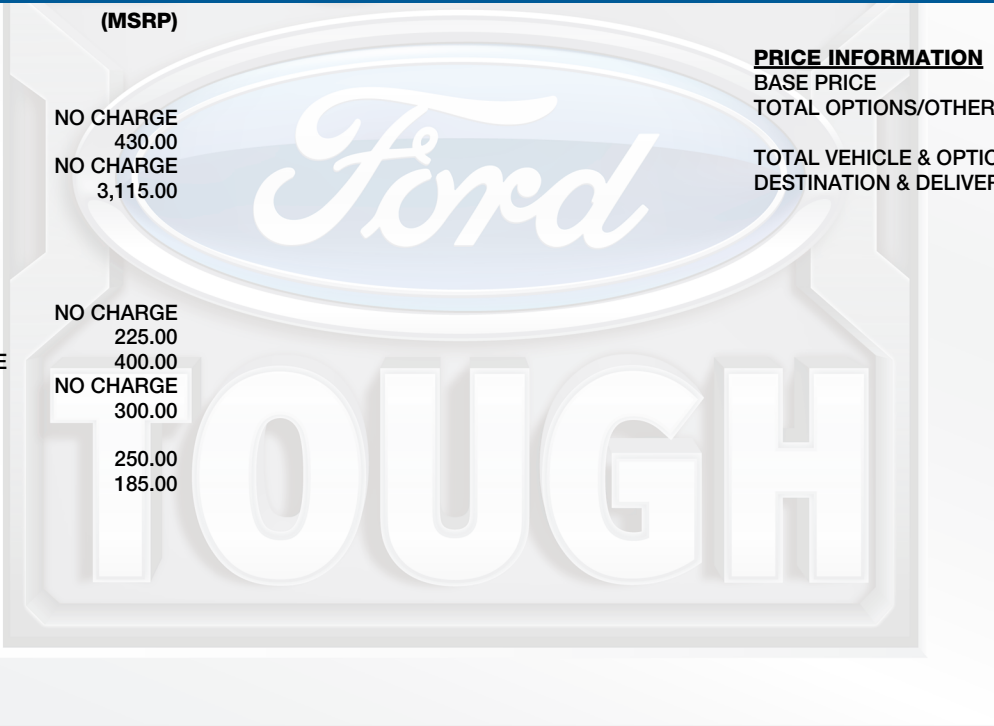 (MSRP)
NO CHARGE
430.00
NO CHARGE
3,115.00
NO CHARGE
225.00
E 400.00
NO CHARGE
300.00
250.00
185.00
PRICE INFORMATION
BASE PRICE
TOTAL OPTIONS/OTHER
TOTAL VEHICLE & OPTIO
DESTINATION & DELIVER
Ford
TOUGH